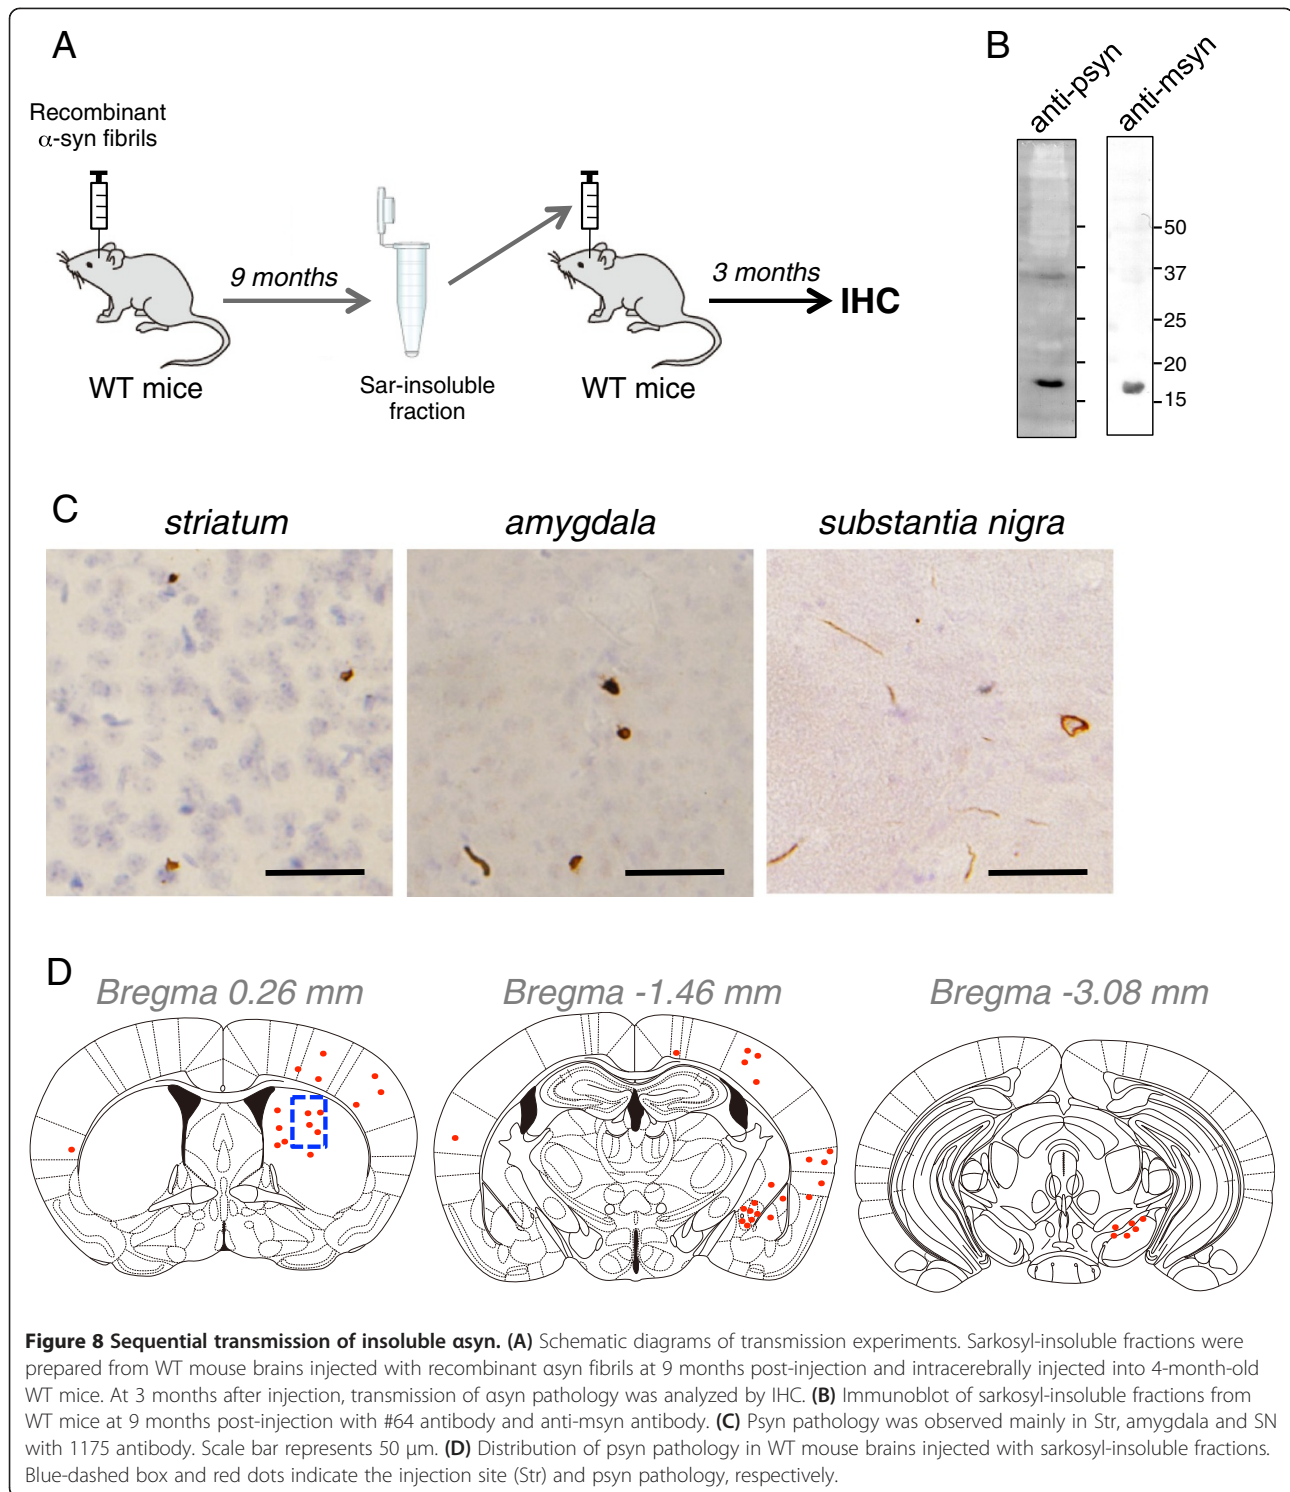 A
Recombinant
α-syn fibrils
WT mice
9 months
Sar-insoluble
fraction
WT mice
3 months
IHC
B
anti-psyn
anti-msyn
50
37
25
20
15
C
striatum
amygdala
substantia nigra
D
Bregma 0.26 mm
Bregma -1.46 mm
Bregma -3.08 mm
Figure 8 Sequential transmission of insoluble αsyn. (A) Schematic diagrams of transmission experiments. Sarkosyl-insoluble fractions were
prepared from WT mouse brains injected with recombinant αsyn fibrils at 9 months post-injection and intracerebrally injected into 4-month-old
WT mice. At 3 months after injection, transmission of αsyn pathology was analyzed by IHC. (B) Immunoblot of sarkosyl-insoluble fractions from
WT mice at 9 months post-injection with #64 antibody and anti-msyn antibody. (C) Psyn pathology was observed mainly in Str, amygdala and SN
with 1175 antibody. Scale bar represents 50 μm. (D) Distribution of psyn pathology in WT mouse brains injected with sarkosyl-insoluble fractions.
Blue-dashed box and red dots indicate the injection site (Str) and psyn pathology, respectively.